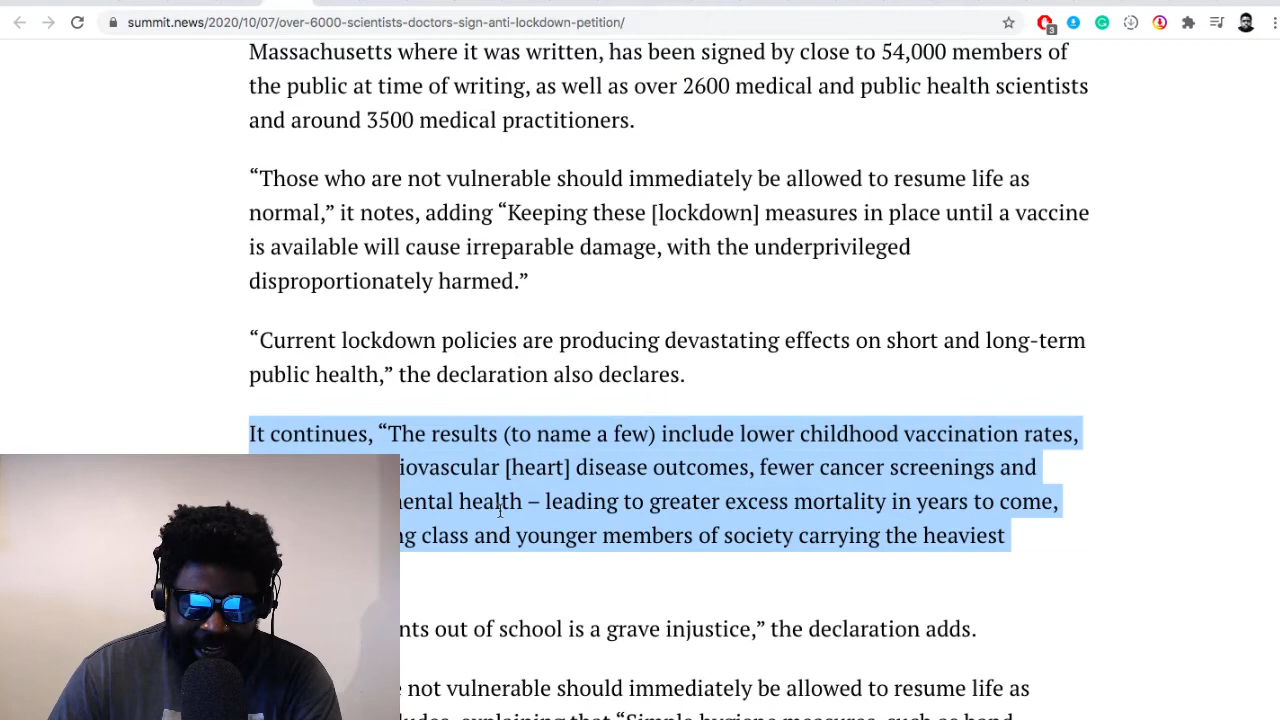 summit.news/2020/10/07/over-6000-scientists-doctors-sign-anti-lockdown-petition/
3
Massachusetts where it was written, has been signed by close to 54,000 members of
the public at time of writing, as well as over 2600 medical and public health scientists
and around 3500 medical practitioners.
“Those who are not vulnerable should immediately be allowed to resume life as
normal,” it notes, adding “Keeping these [lockdown] measures in place until a vaccine
is available will cause irreparable damage, with the underprivileged
disproportionately harmed.”
“Current lockdown policies are producing devastating effects on short and long-term
public health,” the declaration also declares.
It continues, “The results (to name a few) include lower childhood vaccination rates,
iovascular [heart] disease outcomes, fewer cancer screenings and
ental health – leading to greater excess mortality in years to come,
ng class and younger members of society carrying the heaviest
nts out of school is a grave injustice,” the declaration adds.
not vulnerable should immediately be allowed to resume life as